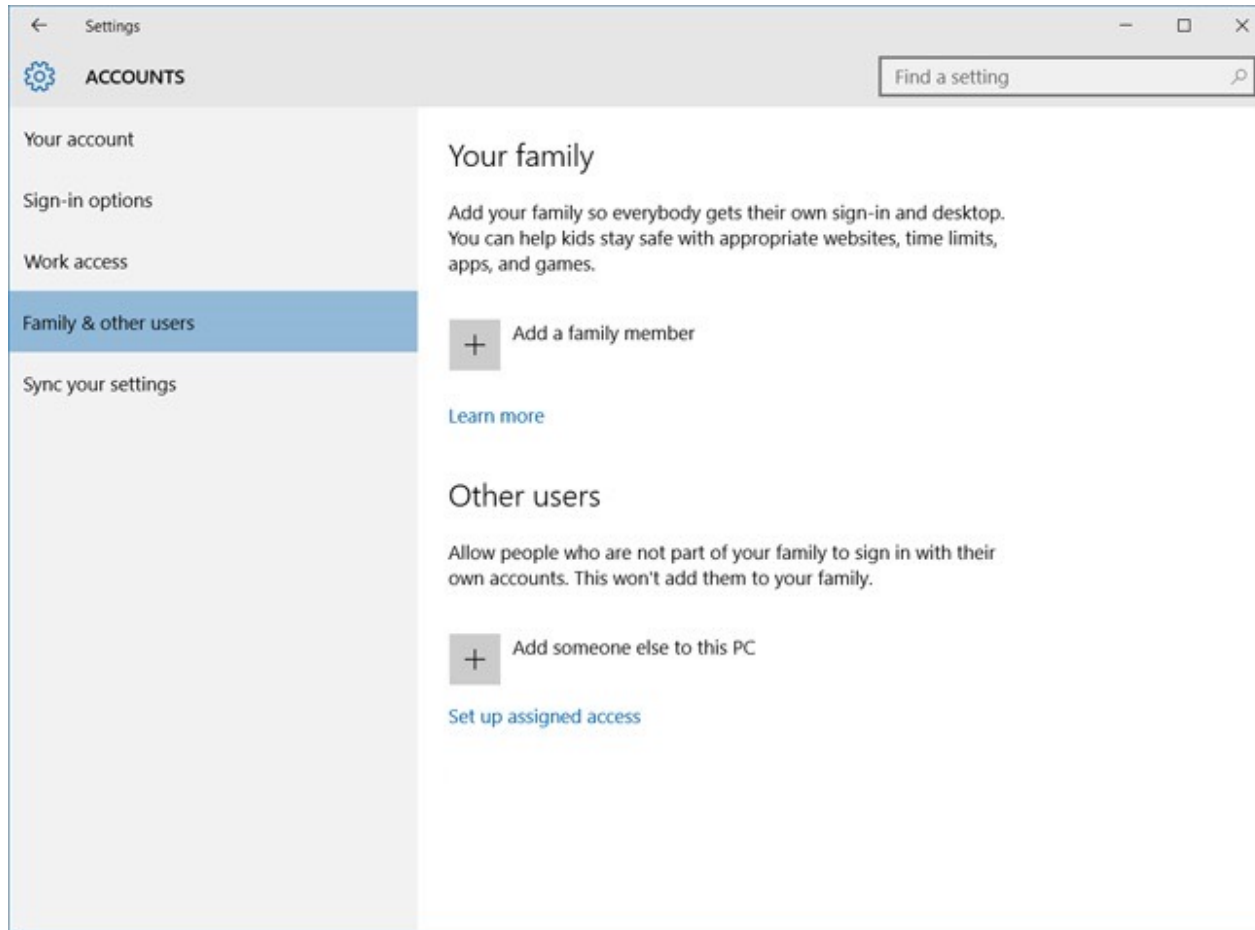 Settings
ACCOUNTS
Find a setting
Your account
Sign-in options
Work access
Family & other users
Sync your settings
Your family
Add your family so everybody gets their own sign-in and desktop.
You can help kids stay safe with appropriate websites, time limits,
apps, and games.
Add a family member
Learn more
Other users
Allow people who are not part of your family to sign in with their
own accounts. This won't add them to your family.
Add someone else to this PC
Set up assigned access